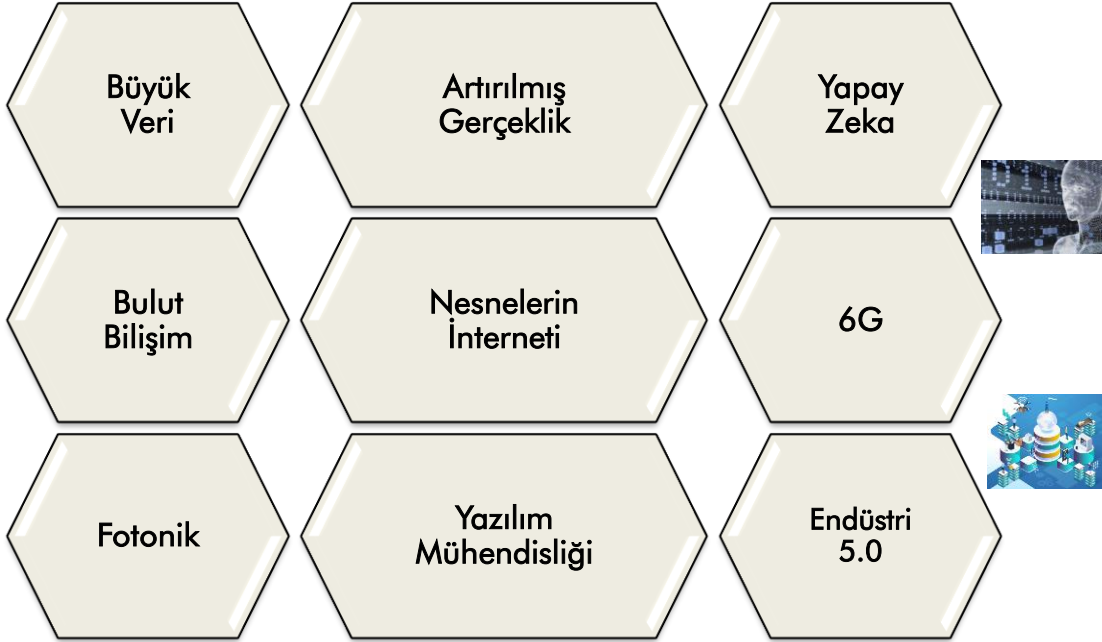 Büyük
Veri
Artırılmış
Gerçeklik
Yapay
Zeka
Bulut
Bilişim
Nesnelerin
İnterneti
6G
Fotonik
Yazılım
Mühendisliği
Endüstri
5.0